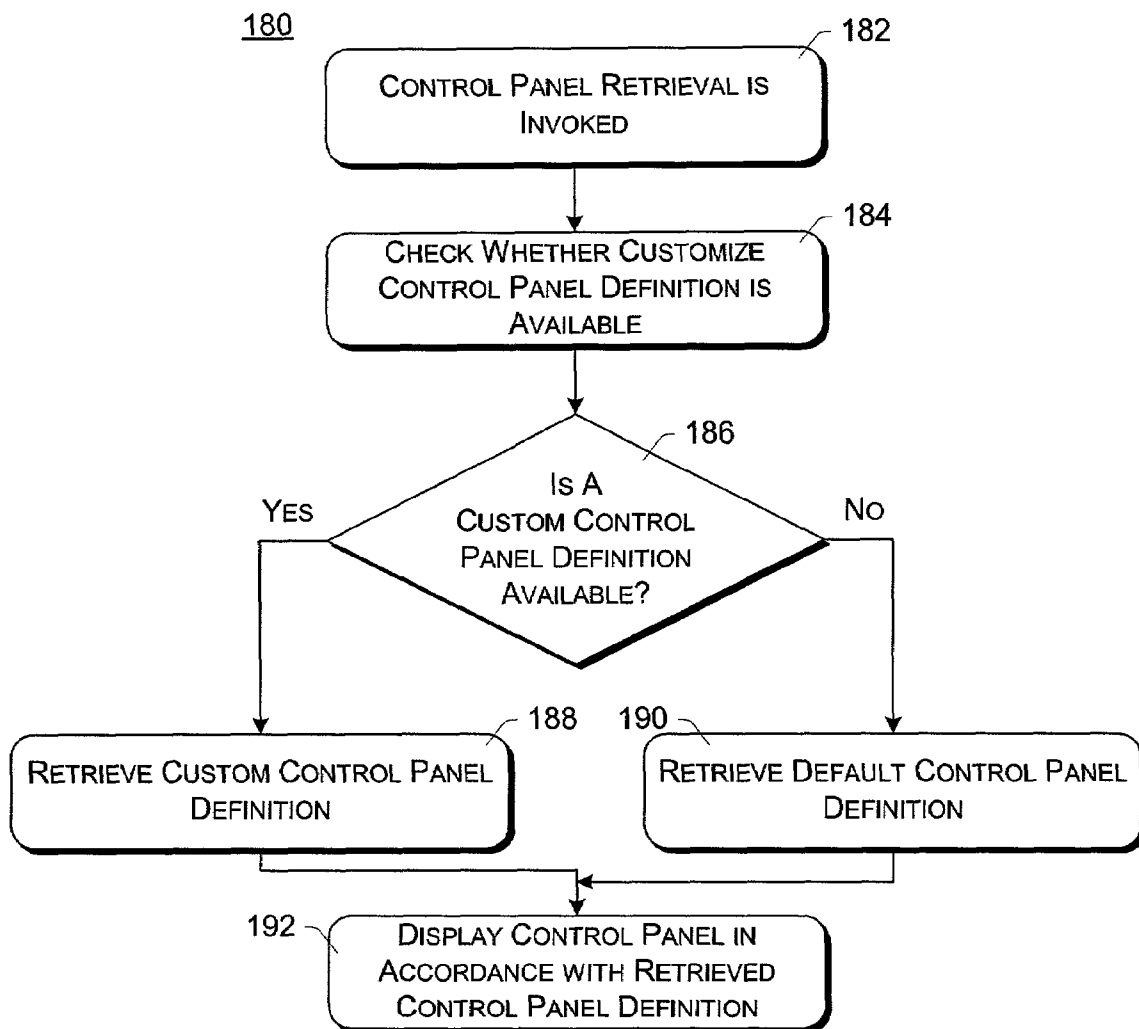 180
182
CONTROL PANEL RETRIEVAL IS
INVOKED
184
CHECK WHETHER CUSTOMIZE
CONTROL PANEL DEFINITION IS
AVAILABLE
186
IS A
CUSTOM CONTROL
PANEL DEFINITION
AVAILABLE?
YES
NO
188
RETRIEVE CUSTOM CONTROL PANEL
DEFINITION
190
RETRIEVE DEFAULT CONTROL PANEL
DEFINITION
192
DISPLAY CONTROL PANEL IN
ACCORDANCE WITH RETRIEVED
CONTROL PANEL DEFINITION